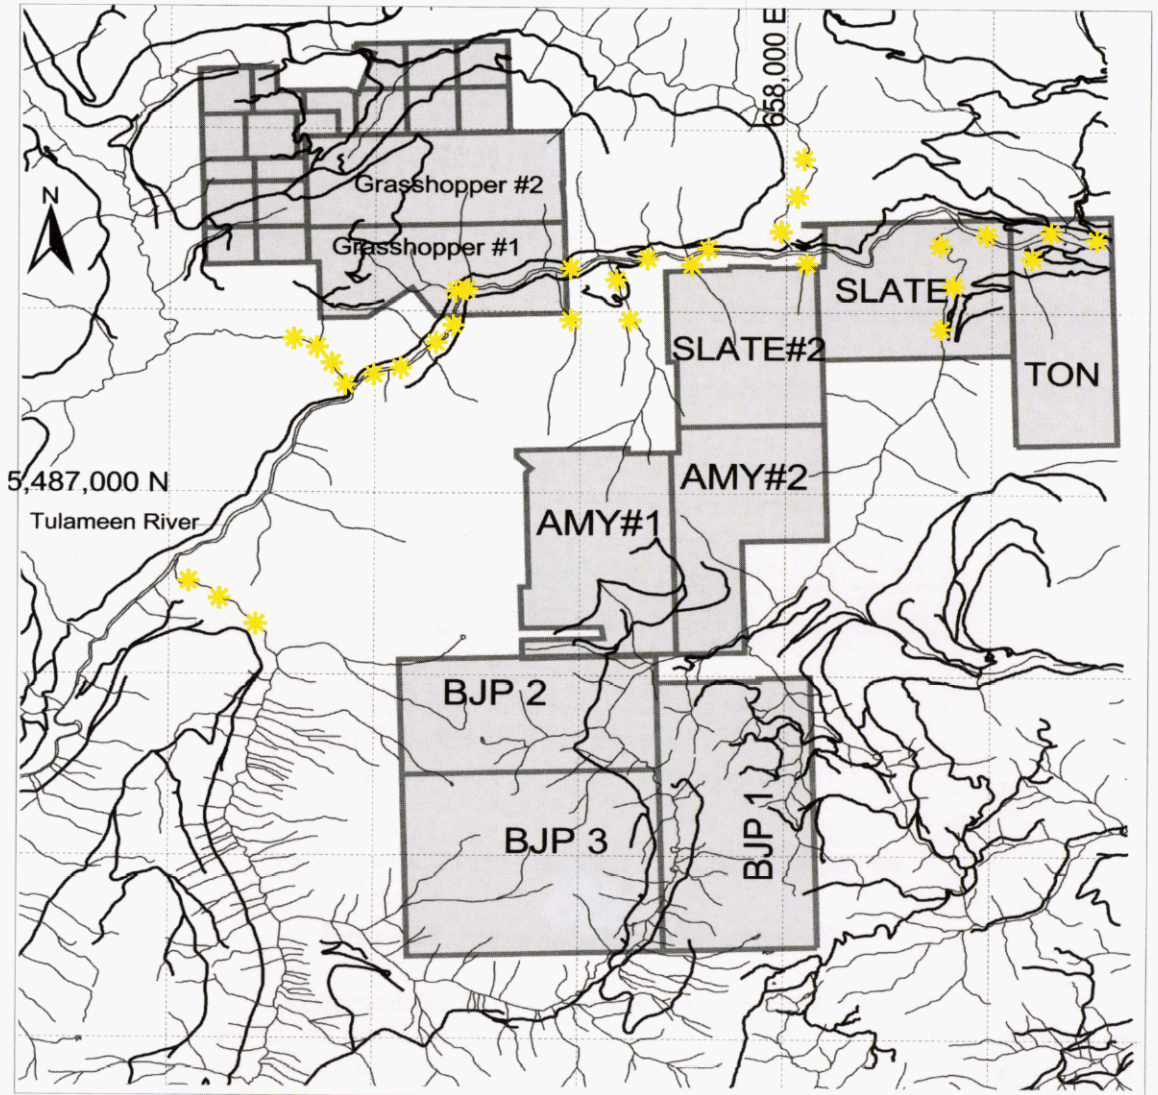 658,000 E
Grasshopper #2
N
Grasshopper #1
SLATE
SLATE#2
TON
5,487,000 N
AMY#2
Tulameen River
AMY#1
BJP 2
BJP 1
BJP 3